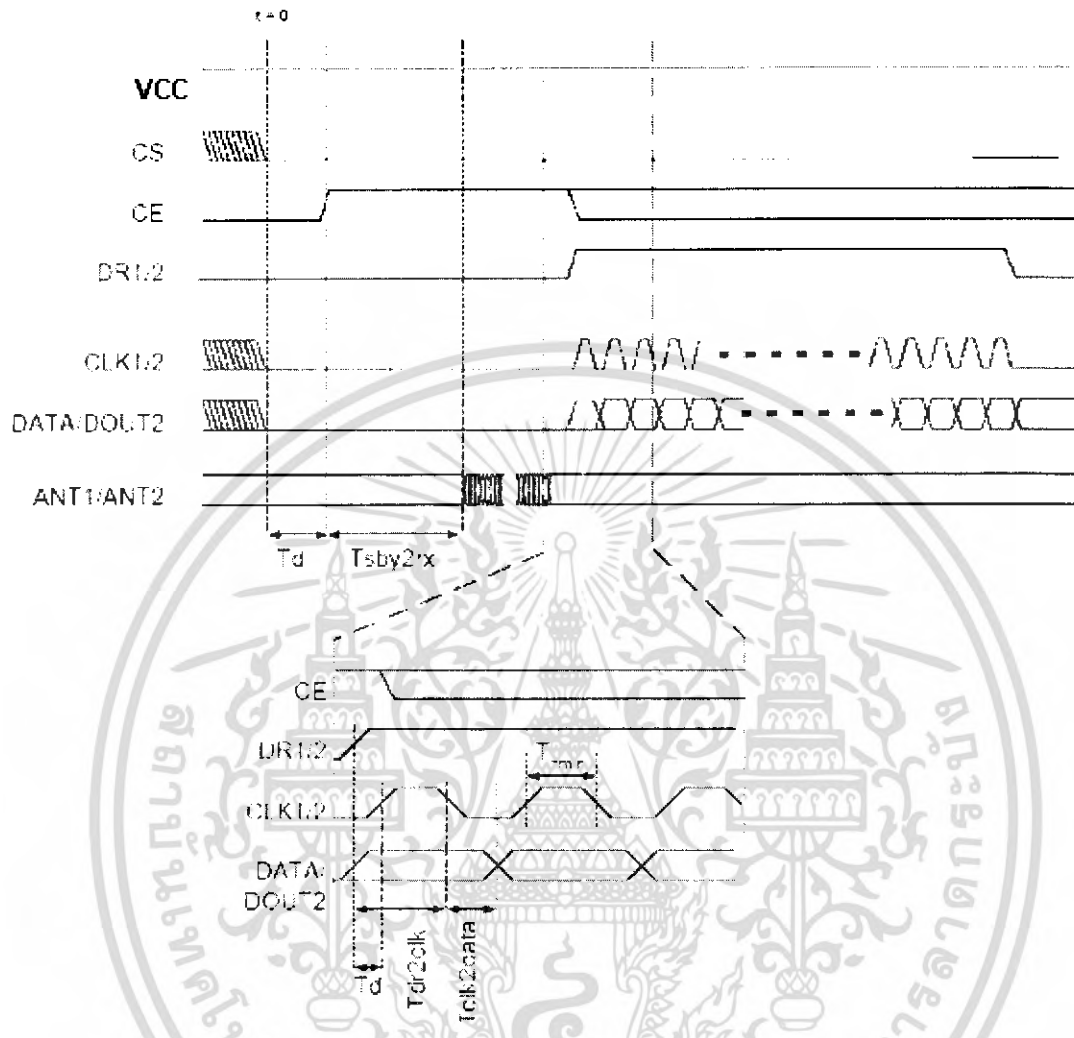 t = 0
VCC
CS
CE
DR1/2
CLK1/2
DATA/DOUT2
ANT1/ANT2
Td
Tsby2rx
CE
DR1/2
CLK1/2
DATA/
DOUT2
Td
Tdr2clk
Tclk2data